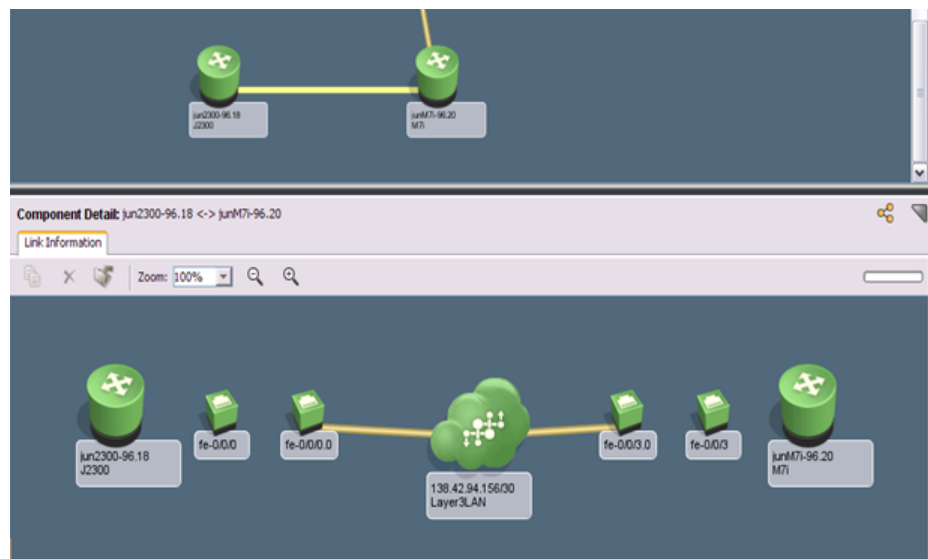 jun2300-96.18
J2300
junM7i-96.20
M7i
Component Detail: jun2300-96.18 <-> junM7i-96.20
Link Information
Zoom: 100%
jun2300-96.18
J2300
fe-0/0/0
fe-0/0/0.0
138.42.94.156/30
Layer3LAN
fe-0/0/3.0
fe-0/0/3
junM7i-96.20
M7i